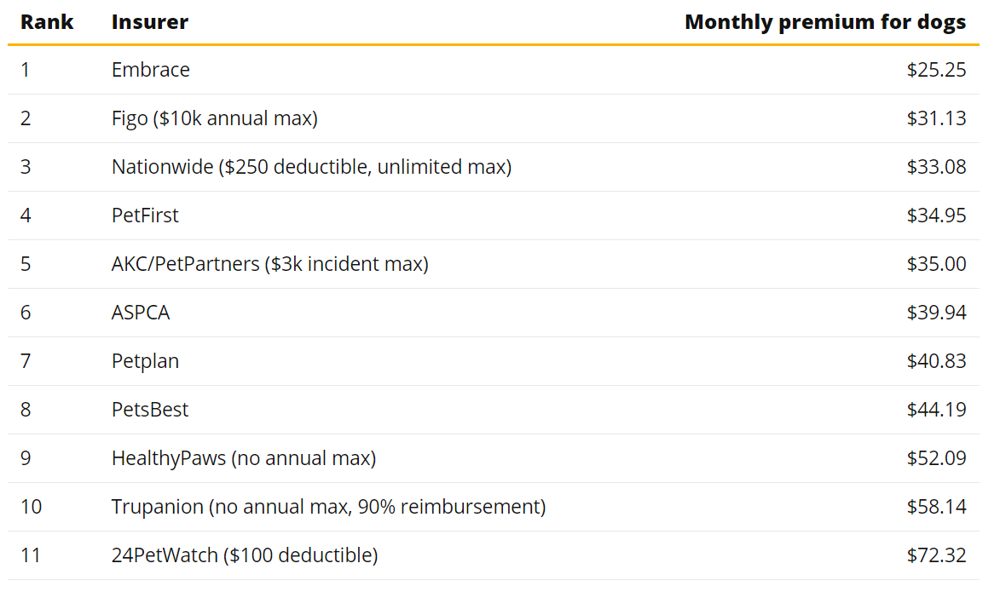 Rank Insurer Monthly premium for dogs
1 Embrace $25.25
2 Figo ($10k annual max) $31.13
3 Nationwide ($250 deductible, unlimited max) $33.08
4 PetFirst $34.95
5 AKC/PetPartners ($3k incident max) $35.00
6 ASPCA $39.94
7 Petplan $40.83
8 PetsBest $44.19
9 HealthyPaws (no annual max) $52.09
10 Trupanion (no annual max, 90% reimbursement) $58.14
11 24PetWatch ($100 deductible) $72.32